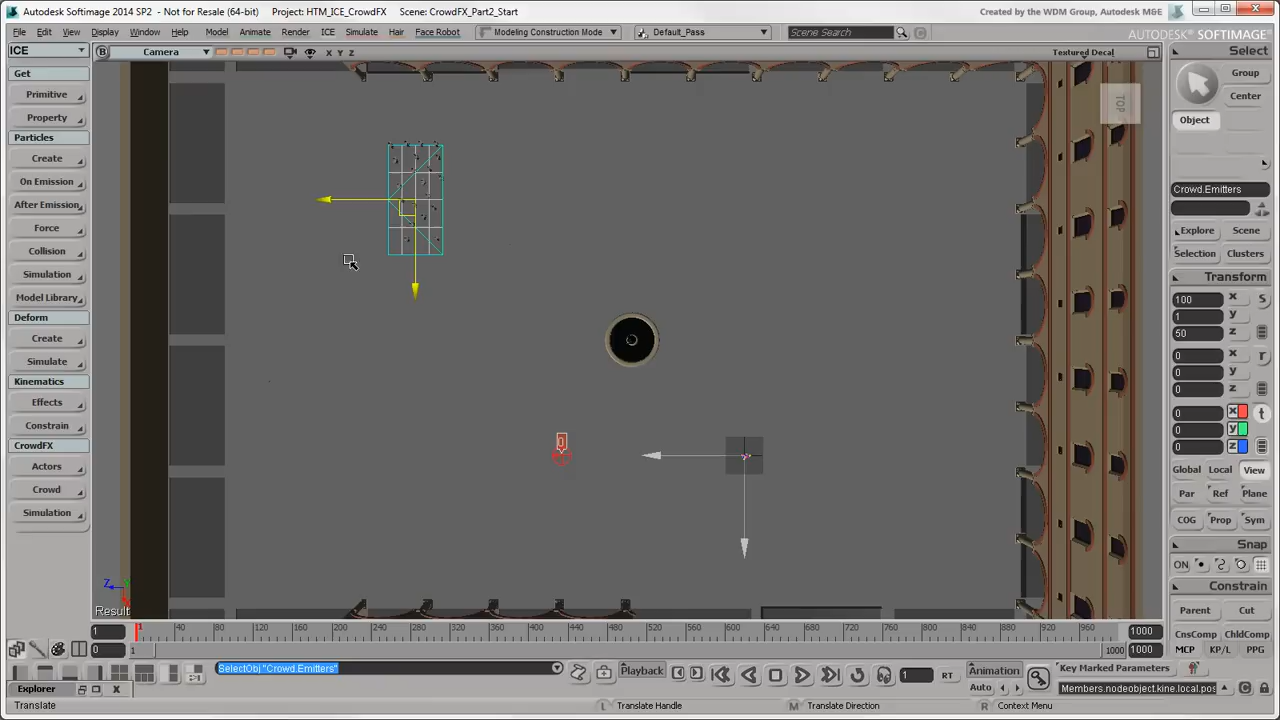 Autodesk Softimage 2014 SP2 - Not for Resale (64-bit) Project: HTM_ICE_CrowdFX Scene: CrowdFX_Part2_Start Created by the WDM Group, Autodesk M&E
File Edit View Display Window Help Model Animate Render ICE Simulate Hair Face Robot Modeling Construction Mode Default_Pass Scene Search AUTODESK® SOFTIMAGE®
ICE B Camera X Y Z Textured Decal Select
Get
Primitive
Property
Particles
Create
On Emission
After Emission
Force
Collision
Simulation
Model Library
Deform
Create
Simulate
Kinematics
Effects
Constrain
CrowdFX
Actors
Crowd
Simulation
TOP
0
Z
Result
Group
Center
Object
Crowd.Emitters
Explore Scene
Selection Clusters
Transform
100 x S
1 y
50 z
0 x r
0 y
0 z
0 X t
0 Y
0 Z
Global Local View
Par Ref Plane
COG Prop Sym
Snap
ON
Constrain
Parent Cut
CnsComp ChldComp
MCP KP/L PPG
1 1 40 80 120 160 200 240 280 320 360 400 440 480 520 560 600 640 680 720 760 800 840 880 920 960 1000
0 1 1000 1000
SelectObj "Crowd.Emitters" Playback 1 RT Animation Key Marked Parameters
Explorer Auto Members.nodeobject.kine.local.pos
Translate L Translate Handle M Translate Direction R Context Menu